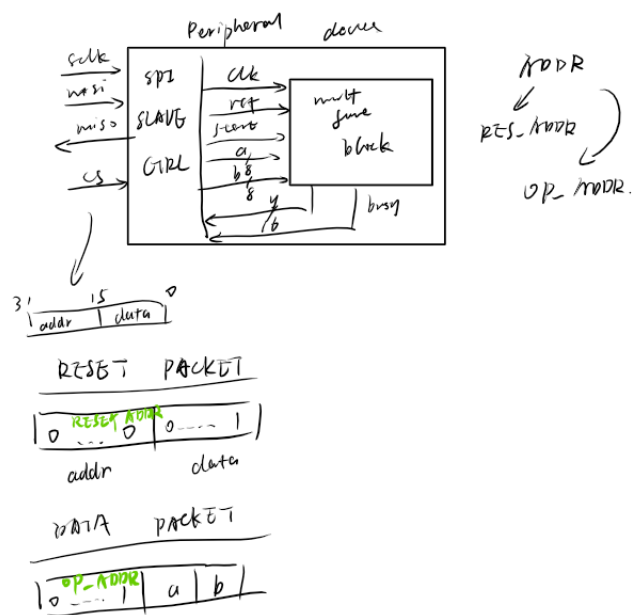 Peripheral device
sclk
mosi
miso
cs
SPI
SLAVE
CTRL
clk
rst
start
a
8
b
8
y
busy
mult
func
block
ADDR
RES_ADDR
OP_ADDR
31 15 0
addr data
RESET PACKET
RESET ADDR
0 ... 0 0 .... 1
addr data
DATA PACKET
OP_ADDR
0 .... 1 a b